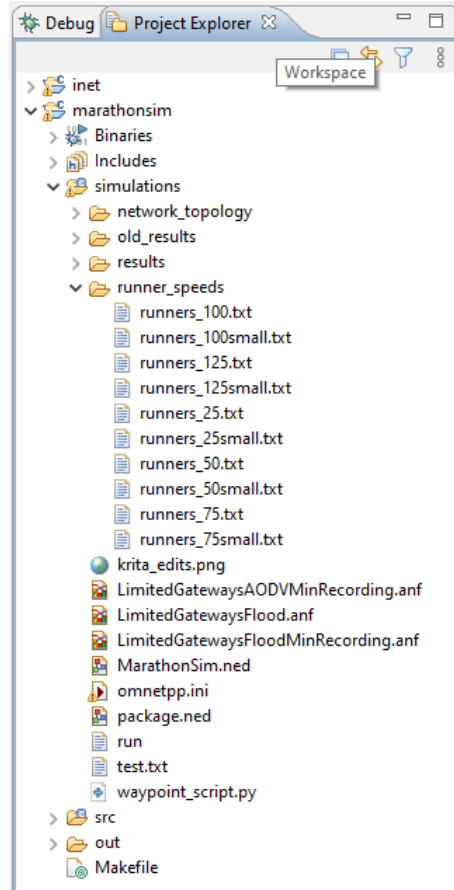 Debug Project Explorer
Workspace
inet
marathonsim
Binaries
Includes
simulations
network_topology
old_results
results
runner_speeds
runners_100.txt
runners_100small.txt
runners_125.txt
runners_125small.txt
runners_25.txt
runners_25small.txt
runners_50.txt
runners_50small.txt
runners_75.txt
runners_75small.txt
krita_edits.png
LimitedGatewaysAODVMinRecording.anf
LimitedGatewaysFlood.anf
LimitedGatewaysFloodMinRecording.anf
MarathonSim.ned
omnetpp.ini
package.ned
run
test.txt
waypoint_script.py
src
out
Makefile